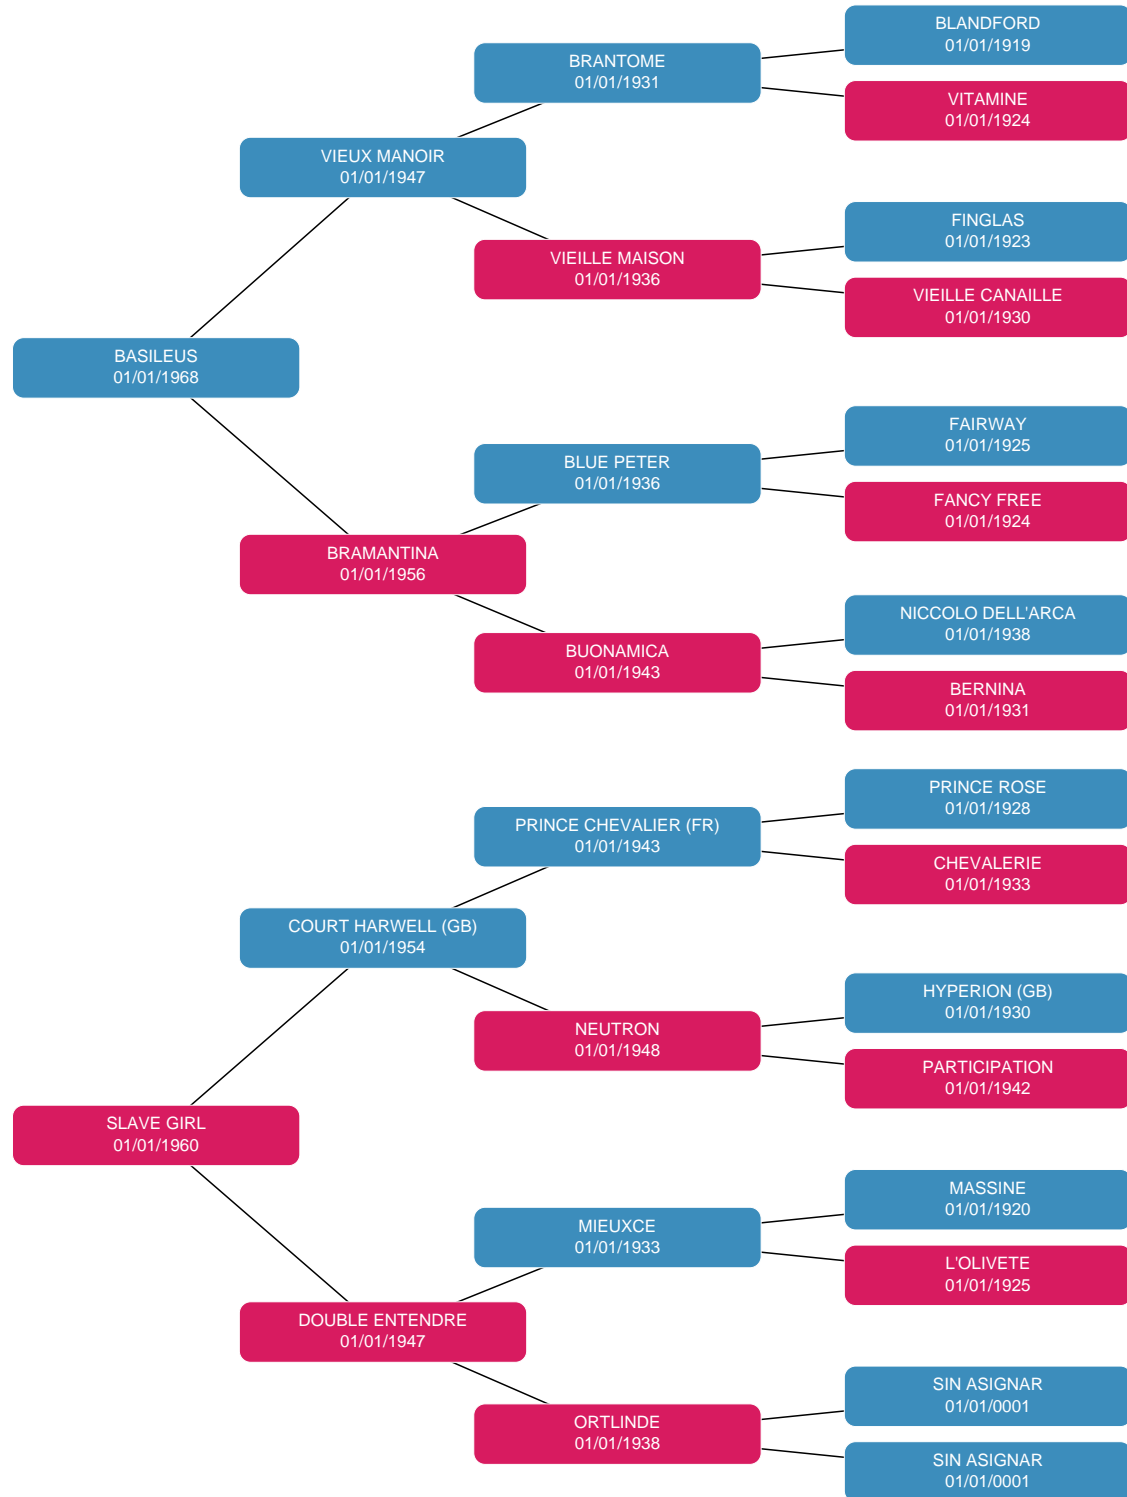 BLANDFORD
01/01/1919
BRANTOME
01/01/1931
VITAMINE
01/01/1924
VIEUX MANOIR
01/01/1947
FINGLAS
01/01/1923
VIEILLE MAISON
01/01/1936
VIEILLE CANAILLE
01/01/1930
BASILEUS
01/01/1968
FAIRWAY
01/01/1925
BLUE PETER
01/01/1936
FANCY FREE
01/01/1924
BRAMANTINA
01/01/1956
NICCOLO DELL'ARCA
01/01/1938
BUONAMICA
01/01/1943
BERNINA
01/01/1931
PRINCE ROSE
01/01/1928
PRINCE CHEVALIER (FR)
01/01/1943
CHEVALERIE
01/01/1933
COURT HARWELL (GB)
01/01/1954
HYPERION (GB)
01/01/1930
NEUTRON
01/01/1948
PARTICIPATION
01/01/1942
SLAVE GIRL
01/01/1960
MASSINE
01/01/1920
MIEUXCE
01/01/1933
L'OLIVETE
01/01/1925
DOUBLE ENTENDRE
01/01/1947
SIN ASIGNAR
01/01/0001
ORTLINDE
01/01/1938
SIN ASIGNAR
01/01/0001